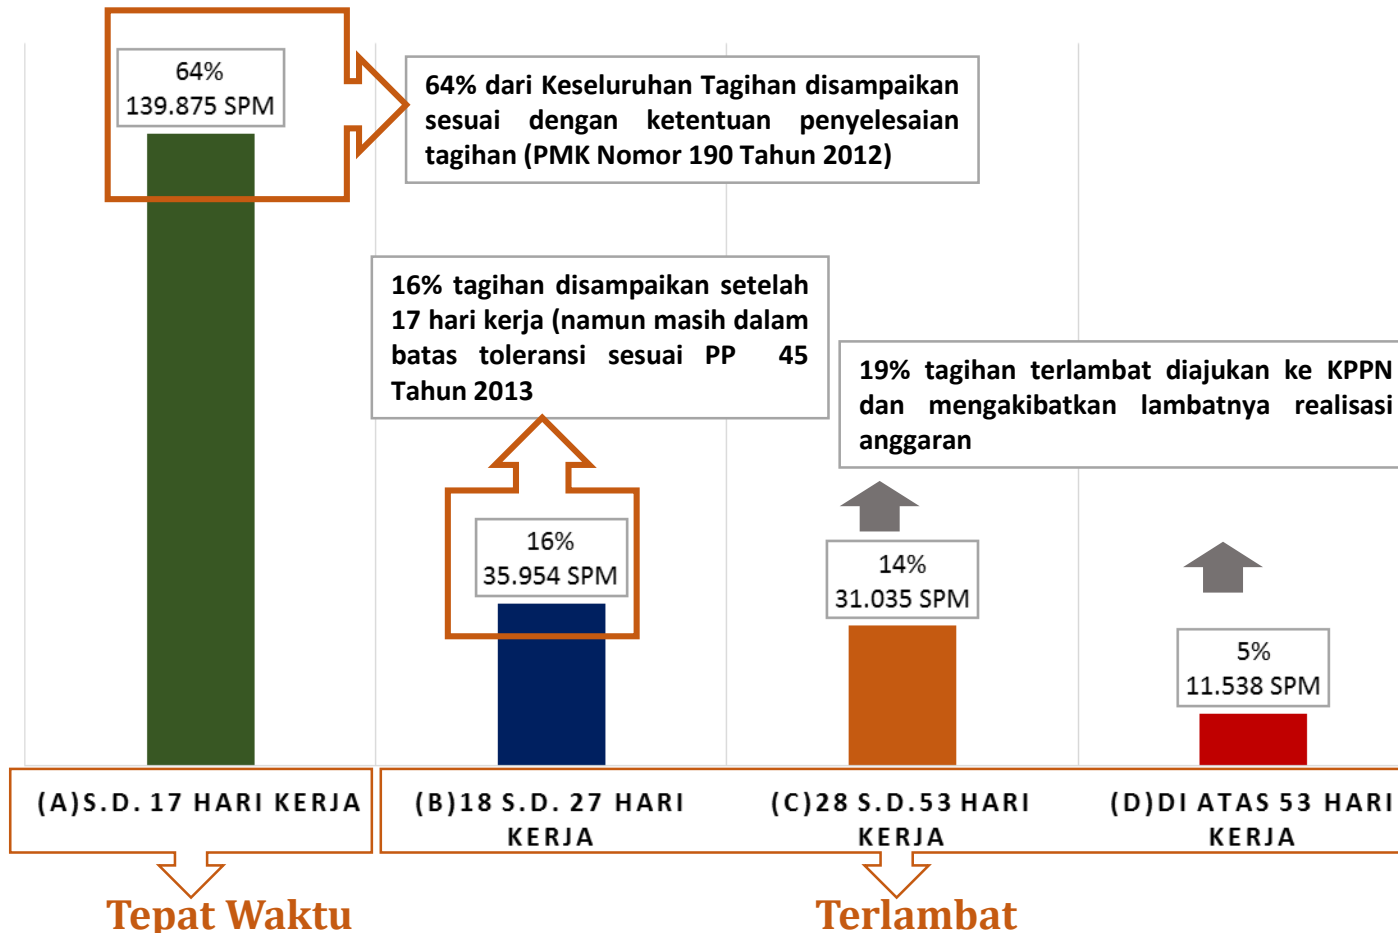 64%
139.875 SPM
64% dari Keseluruhan Tagihan disampaikan
sesuai dengan ketentuan penyelesaian
tagihan (PMK Nomor 190 Tahun 2012)
16% tagihan disampaikan setelah
17 hari kerja (namun masih dalam
batas toleransi sesuai PP 45
Tahun 2013
19% tagihan terlambat diajukan ke KPPN
dan mengakibatkan lambatnya realisasi
anggaran
16%
35.954 SPM
14%
31.035 SPM
5%
11.538 SPM
(A)S.D. 17 HARI KERJA
(B)18 S.D. 27 HARI
KERJA
(C)28 S.D.53 HARI
KERJA
(D)DI ATAS 53 HARI
KERJA
Tepat Waktu
Terlambat